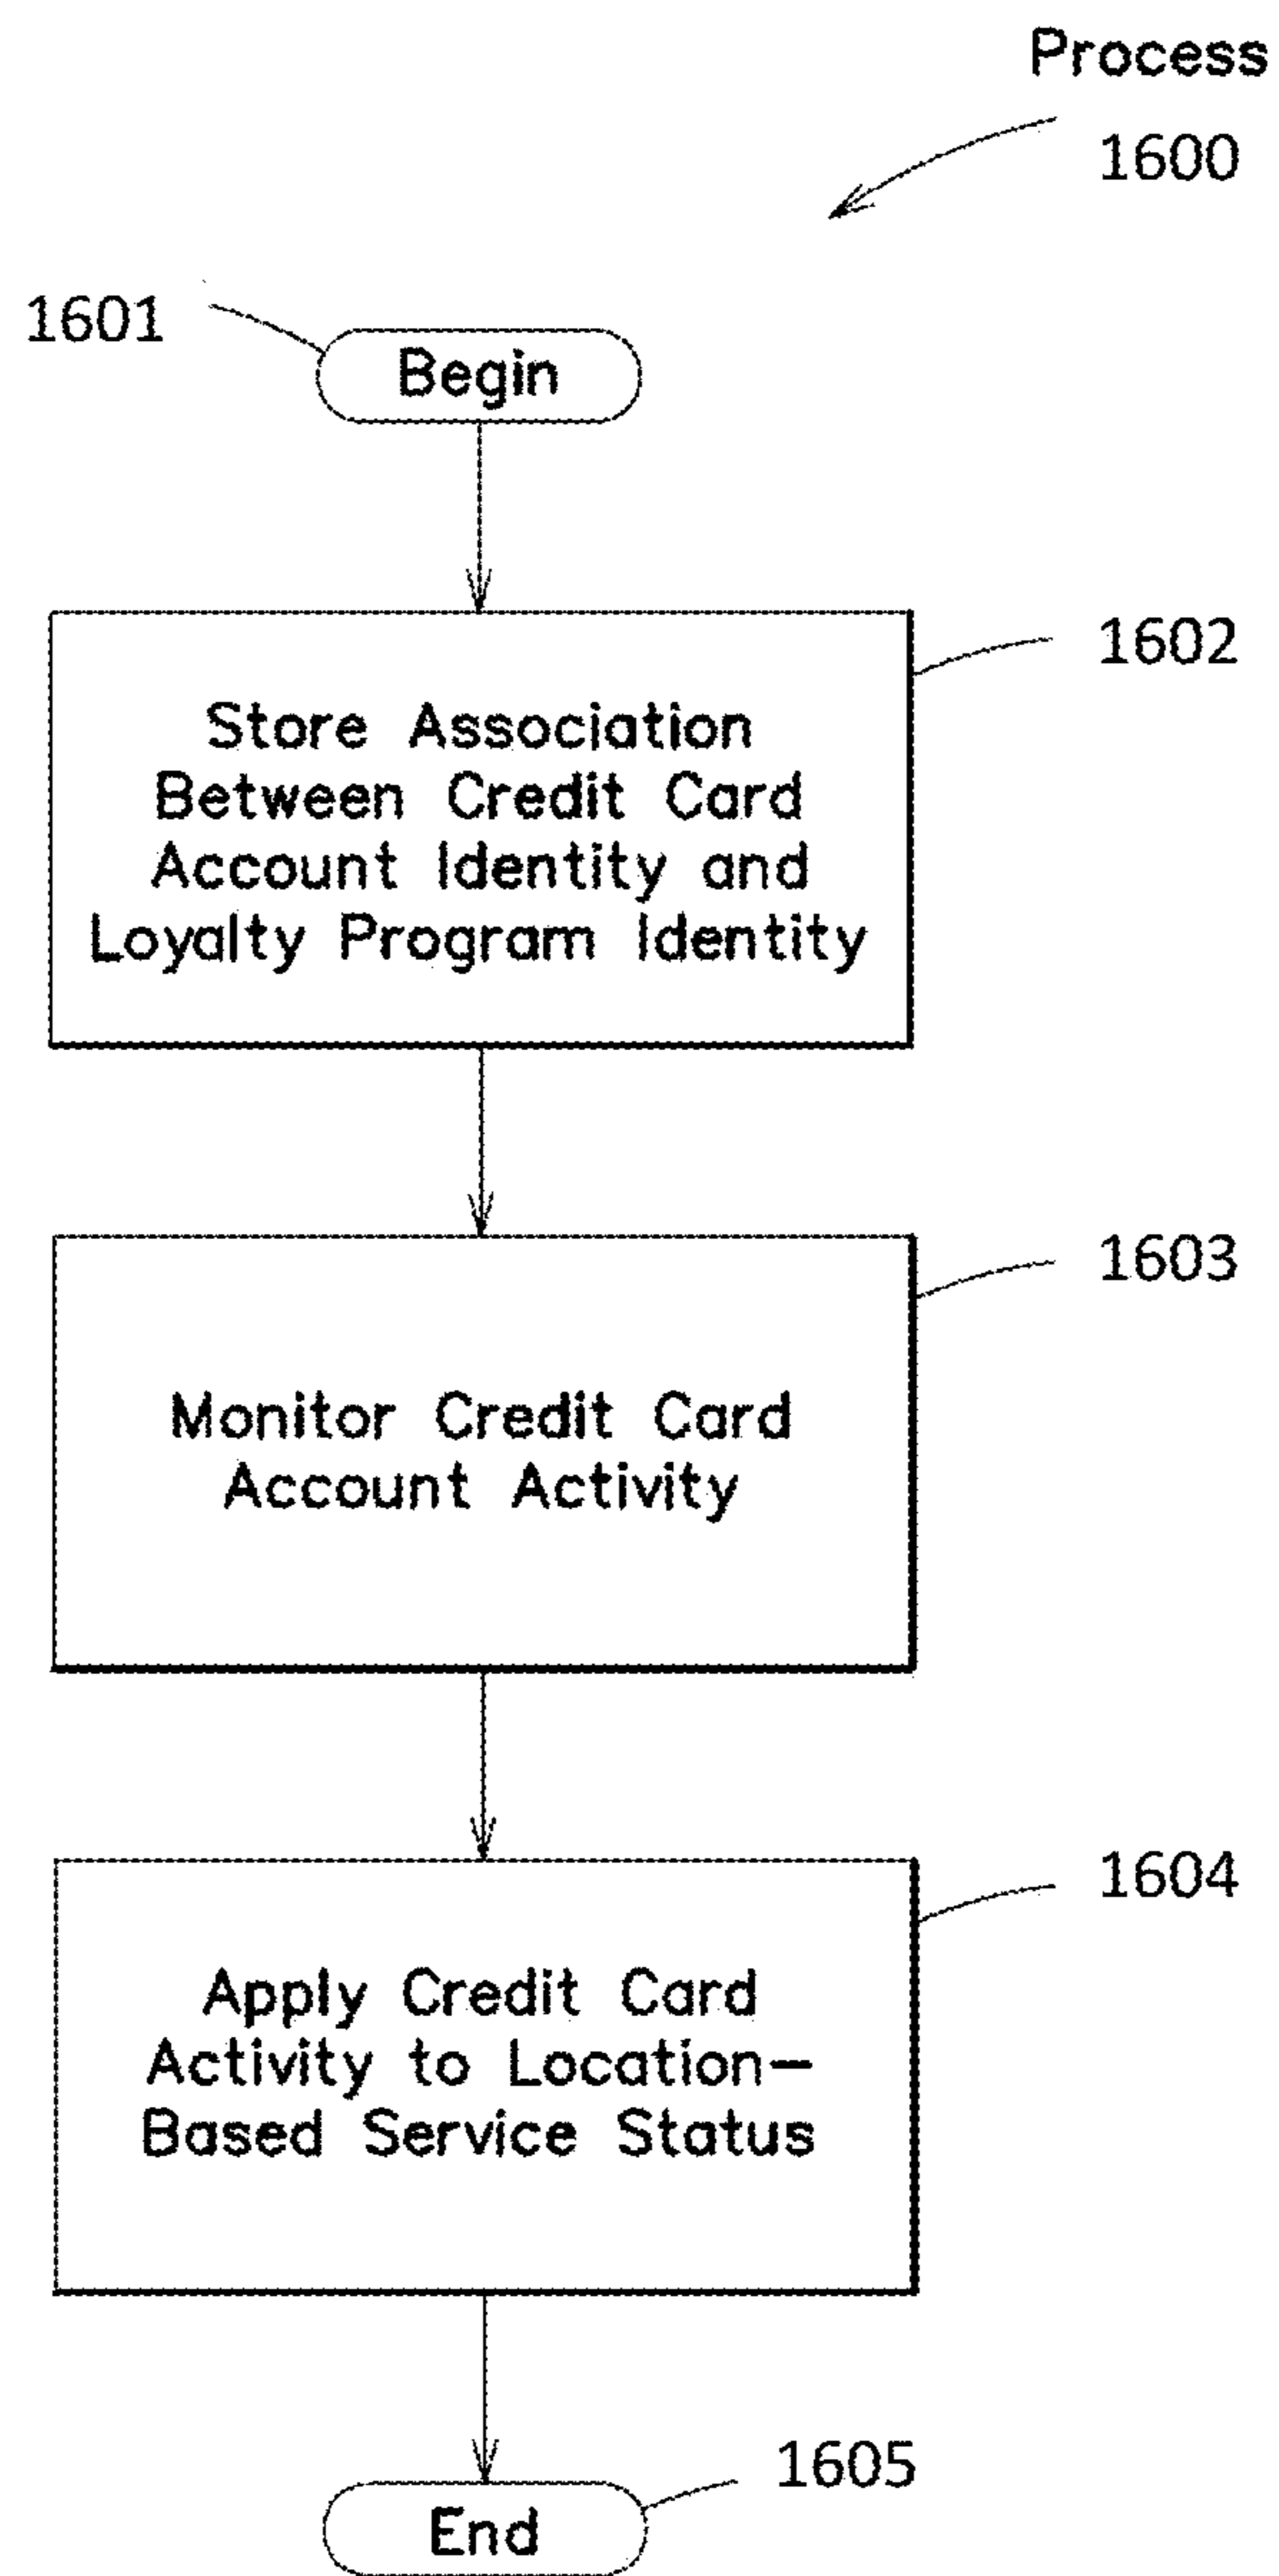 Process
1600
1601
Begin
1602
Store Association
Between Credit Card
Account Identity and
Loyalty Program Identity
1603
Monitor Credit Card
Account Activity
1604
Apply Credit Card
Activity to Location-
Based Service Status
1605
End